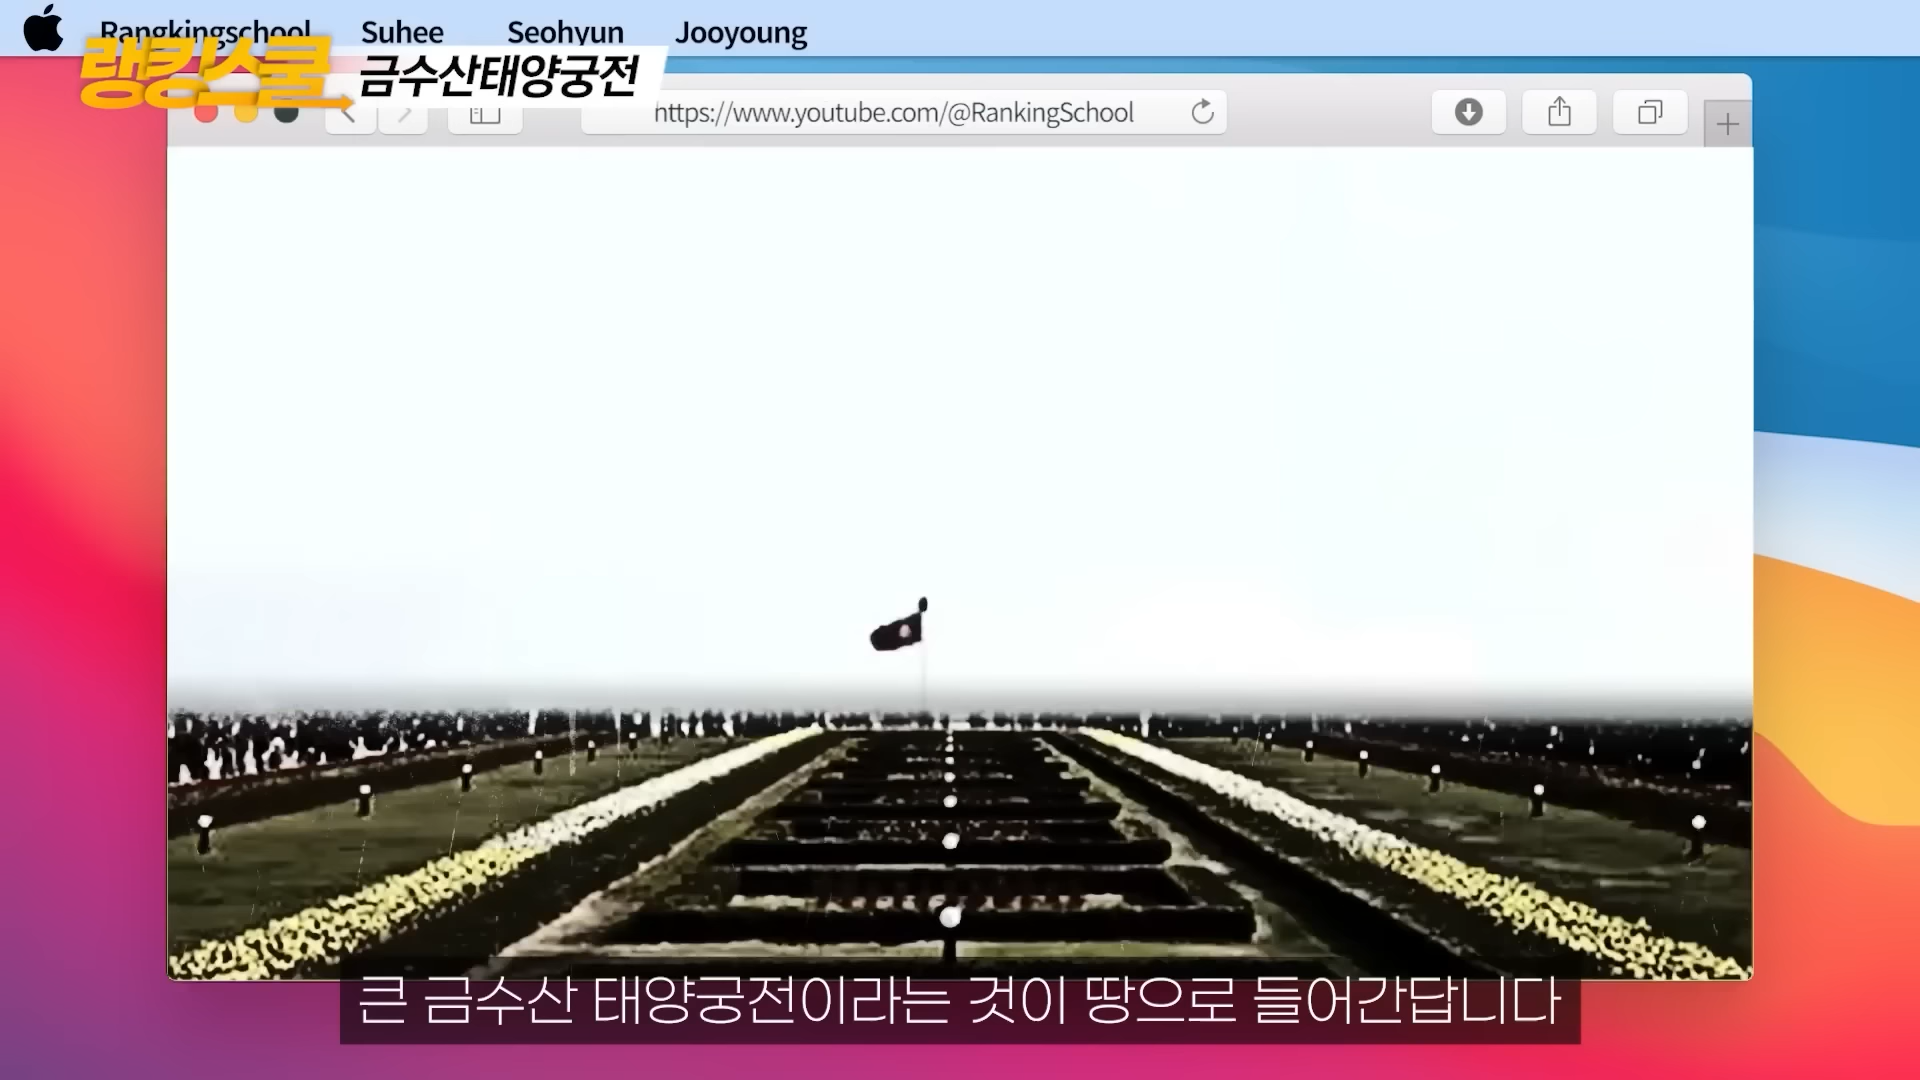 Rangkingschool Suhee Seohyun Jooyoung
랭킹스쿨 금수산태양궁전
https://www.youtube.com/@RankingSchool
큰 금수산 태양궁전이라는 것이 땅으로 들어간답니다